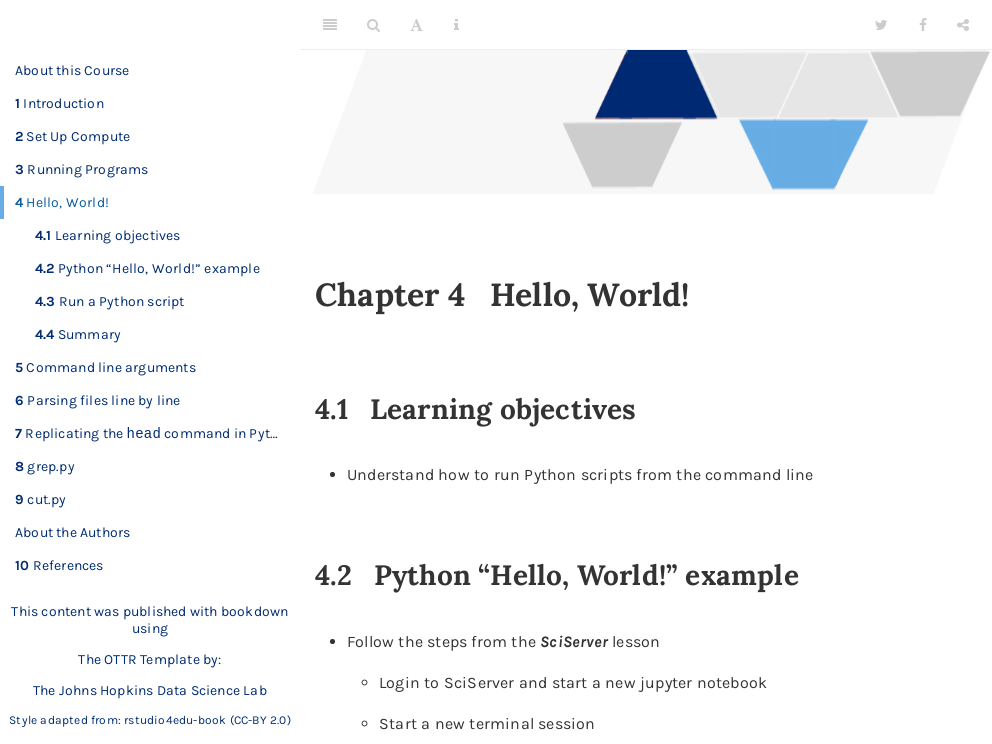 About this Course
1 Introduction
2 Set Up Compute
3 Running Programs
4 Hello, World!
4.1 Learning objectives
4.2 Python “Hello, World!” example
4.3 Run a Python script
4.4 Summary
5 Command line arguments
6 Parsing files line by line
7 Replicating the head command in Pyt…
8 grep.py
9 cut.py
About the Authors
10 References
This content was published with bookdown
using
The OTTR Template by:
The Johns Hopkins Data Science Lab
Style adapted from: rstudio4edu-book (CC-BY 2.0)
Chapter 4 Hello, World!
4.1 Learning objectives
• Understand how to run Python scripts from the command line
4.2 Python “Hello, World!” example
• Follow the steps from the SciServer lesson
◦ Login to SciServer and start a new jupyter notebook
◦ Start a new terminal session